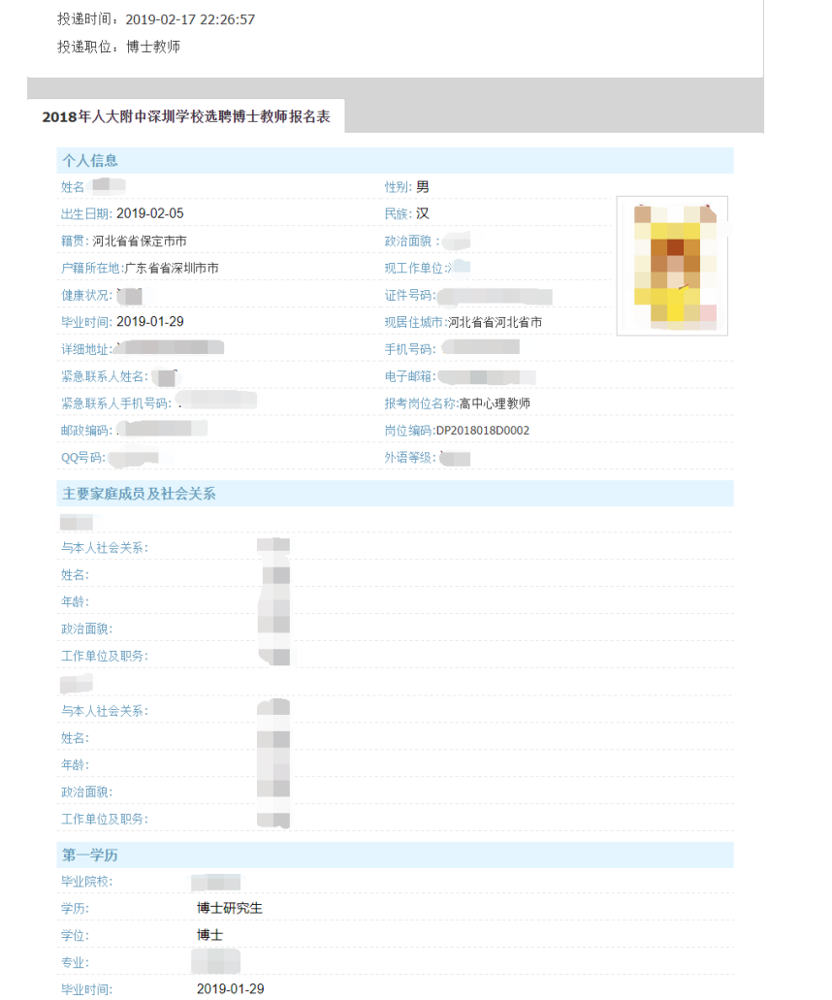 投递时间：2019-02-17 22:26:57
投递职位：博士教师
2018年人大附中深圳学校选聘博士教师报名表
个人信息
姓名
性别: 男
出生日期: 2019-02-05
民族: 汉
籍贯: 河北省省保定市市
政治面貌：
户籍所在地:广东省省深圳市市
现工作单位:
健康状况:
证件号码:
毕业时间: 2019-01-29
现居住城市:河北省省河北省市
详细地址:
手机号码:
紧急联系人姓名:
电子邮箱:
紧急联系人手机号码:
报考岗位名称:高中心理教师
邮政编码:
岗位编码:DP2018018D0002
QQ号码:
外语等级:
主要家庭成员及社会关系
与本人社会关系:
姓名:
年龄:
政治面貌:
工作单位及职务:
与本人社会关系:
姓名:
年龄:
政治面貌:
工作单位及职务:
第一学历
毕业院校:
学历: 博士研究生
学位: 博士
专业:
毕业时间: 2019-01-29